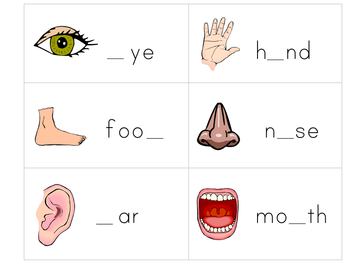 _ye
h_nd
foo_
n_se
_ar
mo_th